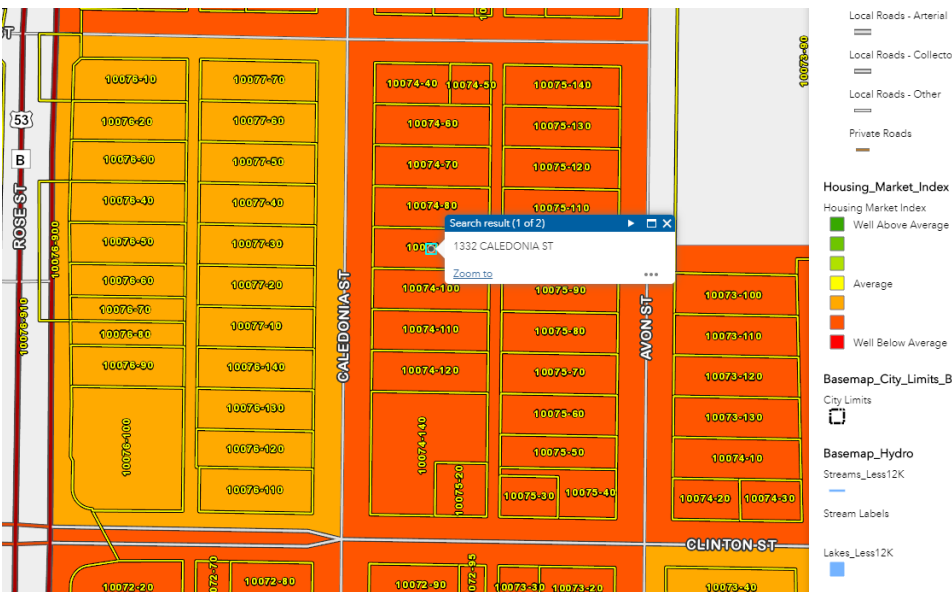 10076-10
10077-70
10074-40
10074-50
10075-140
10073-90
53
10076-20
10077-60
10074-60
10075-130
B
10076-30
10077-50
10074-70
10075-120
ROSE ST
10076-900
10076-40
10077-40
10074-80
10075-110
10076-50
10077-30
Search result (1 of 2)
1332 CALEDONIA ST
Zoom to
10076-910
10076-60
10077-20
CALEDONIA ST
10074-100
10075-90
AVON ST
10073-100
10076-70
10076-80
10077-10
10074-110
10075-80
10073-110
10076-90
10076-140
10074-120
10075-70
10073-120
10076-100
10076-130
10074-140
10075-60
10073-130
10076-120
10075-50
10074-10
10076-110
10075-20
10075-30
10075-40
10074-20
10074-30
CLINTON ST
10072-20
10072-70
10072-80
10072-90
10073-30
10073-20
10073-40
Local Roads - Arterial
Local Roads - Collecto
Local Roads - Other
Private Roads
Housing_Market_Index
Housing Market Index
Well Above Average
Average
Well Below Average
Basemap_City_Limits_B
City Limits
Basemap_Hydro
Streams_Less12K
Stream Labels
Lakes_Less12K